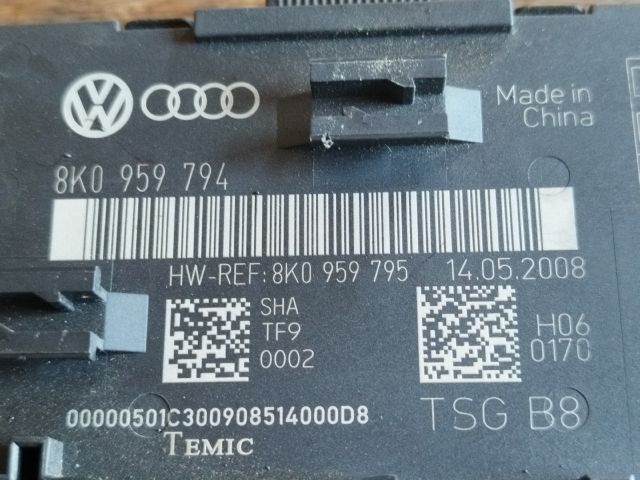 Made in
China
8K0 959 794
HW-REF: 8K0 959 795 14.05.2008
SHA
TF9
0002
H06
0170
00000501C300908514000D8
TSG B8
TEMIC